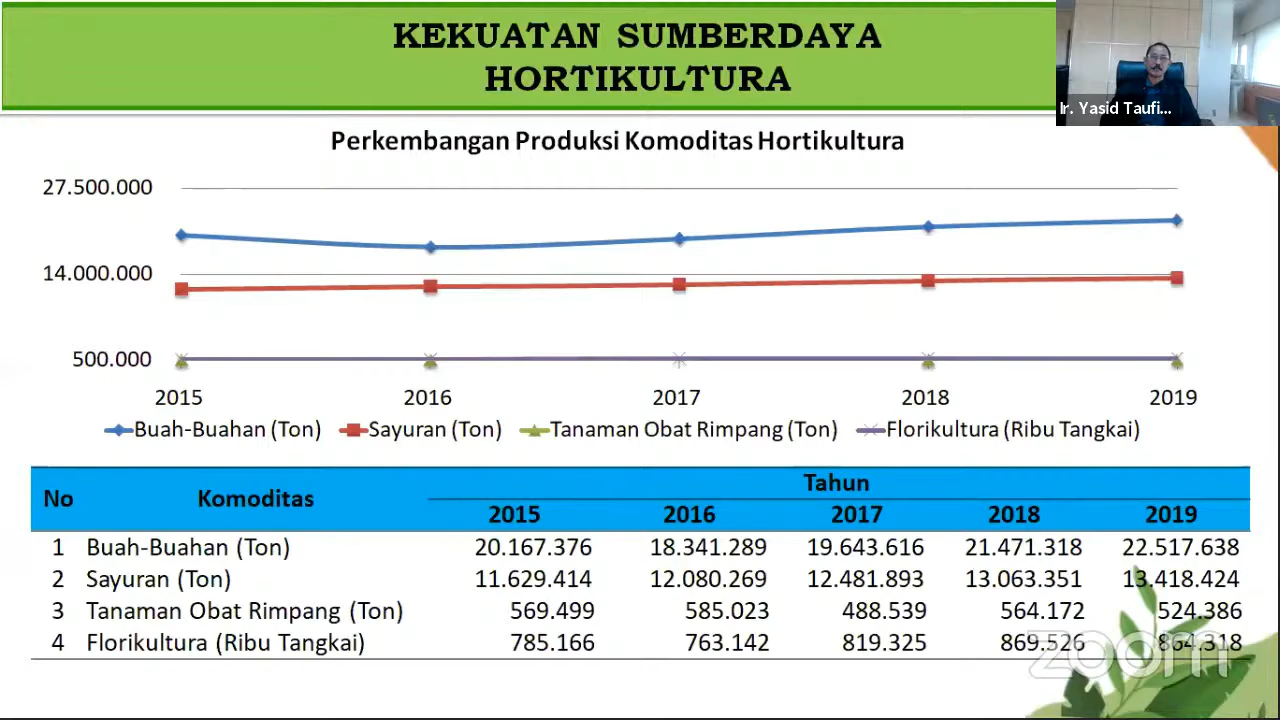 KEKUATAN SUMBERDAYA
HORTIKULTURA
Ir. Yasid Taufi...
Perkembangan Produksi Komoditas Hortikultura
27.500.000
14.000.000
500.000
2015 2016 2017 2018 2019
Buah-Buahan (Ton) Sayuran (Ton) Tanaman Obat Rimpang (Ton) Florikultura (Ribu Tangkai)
No Komoditas Tahun
2015 2016 2017 2018 2019
1 Buah-Buahan (Ton) 20.167.376 18.341.289 19.643.616 21.471.318 22.517.638
2 Sayuran (Ton) 11.629.414 12.080.269 12.481.893 13.063.351 13.418.424
3 Tanaman Obat Rimpang (Ton) 569.499 585.023 488.539 564.172 524.386
4 Florikultura (Ribu Tangkai) 785.166 763.142 819.325 869.526 864.318
zoom